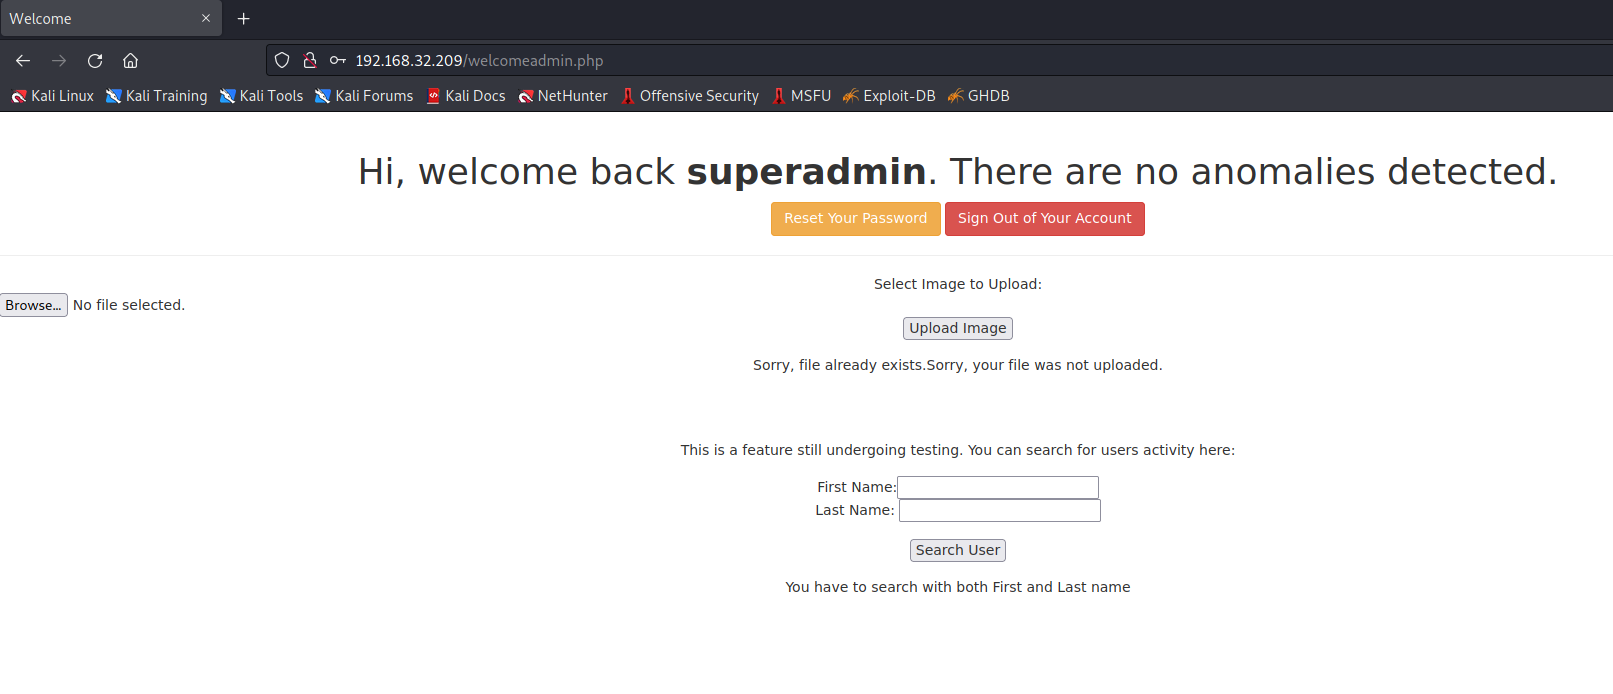 Welcome
192.168.32.209/welcomeadmin.php
Kali Linux Kali Training Kali Tools Kali Forums Kali Docs NetHunter Offensive Security MSFU Exploit-DB GHDB
Hi, welcome back superadmin. There are no anomalies detected.
Reset Your Password Sign Out of Your Account
Select Image to Upload:
Browse... No file selected.
Upload Image
Sorry, file already exists.Sorry, your file was not uploaded.
This is a feature still undergoing testing. You can search for users activity here:
First Name:
Last Name:
Search User
You have to search with both First and Last name